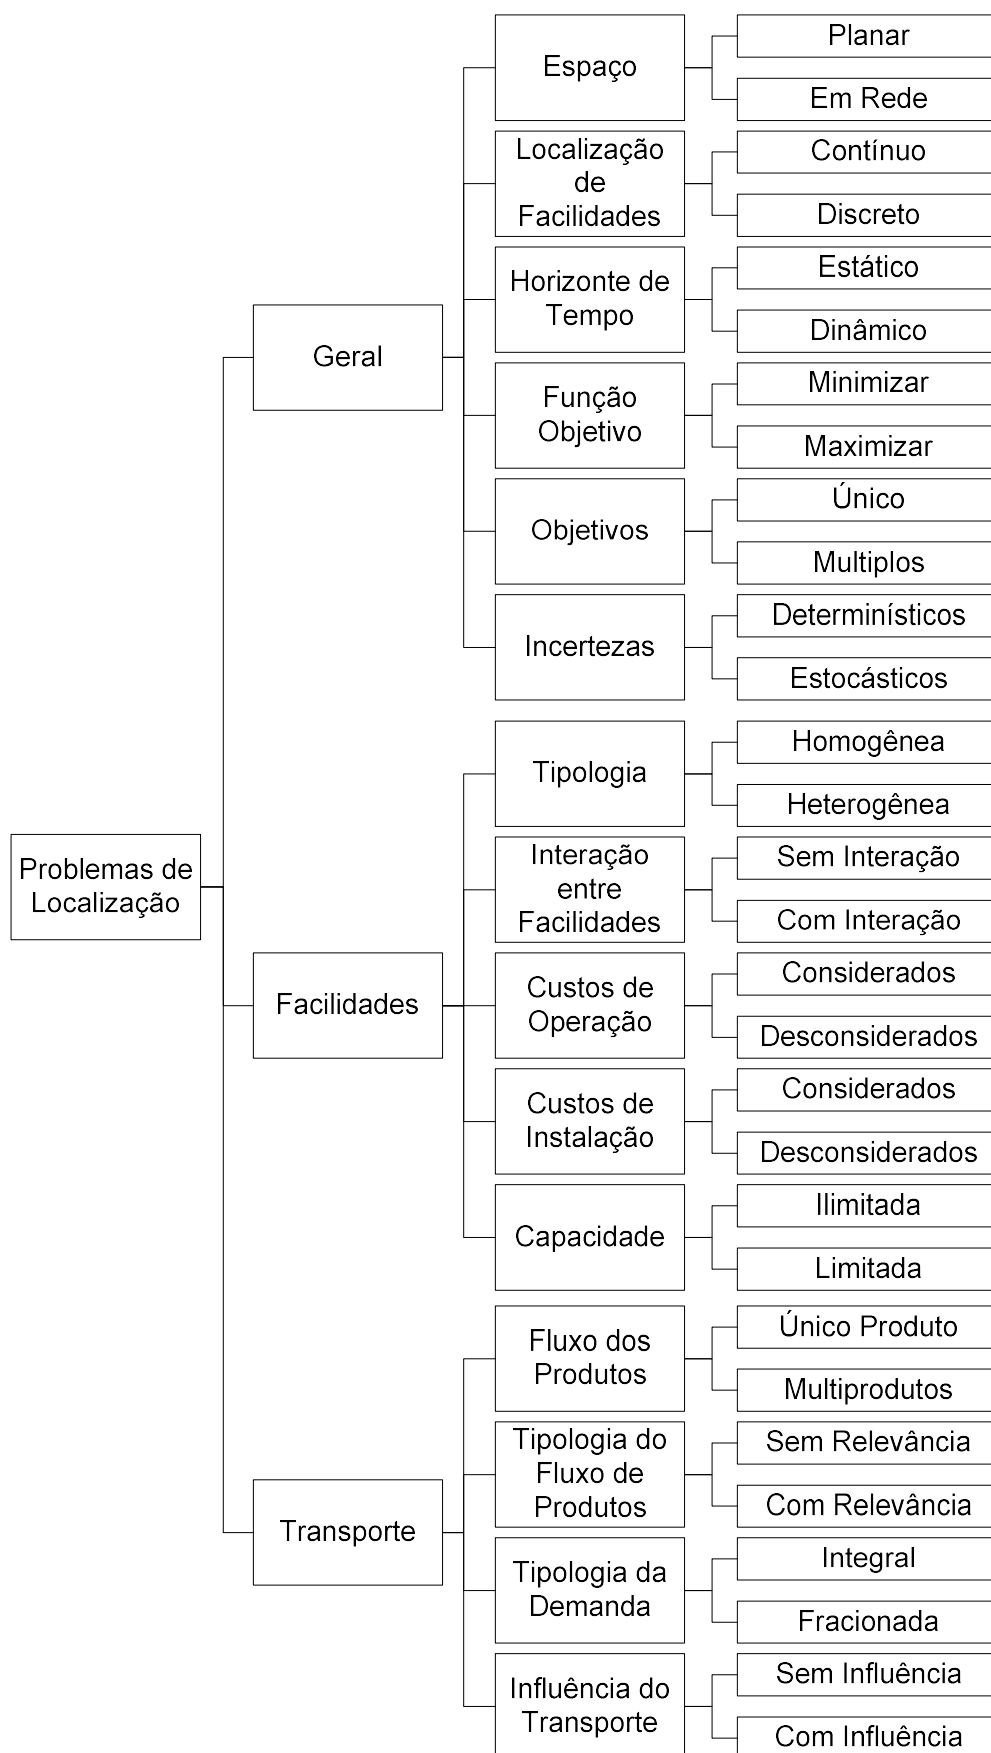 Problemas de
Localização
Geral
Espaço
Planar
Em Rede
Localização
de
Facilidades
Contínuo
Discreto
Horizonte de
Tempo
Estático
Dinâmico
Função
Objetivo
Minimizar
Maximizar
Objetivos
Único
Multiplos
Incertezas
Determinísticos
Estocásticos
Facilidades
Tipologia
Homogênea
Heterogênea
Interação
entre
Facilidades
Sem Interação
Com Interação
Custos de
Operação
Considerados
Desconsiderados
Custos de
Instalação
Considerados
Desconsiderados
Capacidade
Ilimitada
Limitada
Transporte
Fluxo dos
Produtos
Único Produto
Multiprodutos
Tipologia do
Fluxo de
Produtos
Sem Relevância
Com Relevância
Tipologia da
Demanda
Integral
Fracionada
Influência do
Transporte
Sem Influência
Com Influência